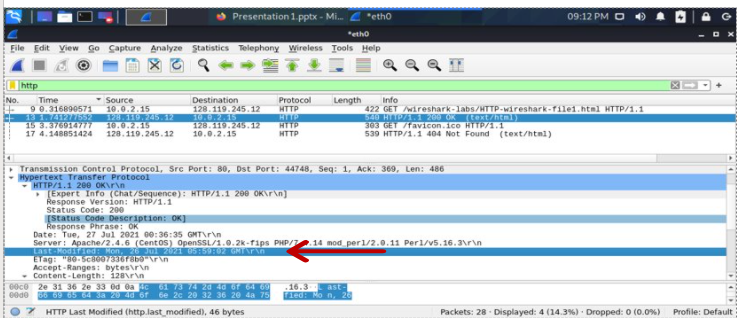 Presentation1.pptx - Mi... *eth0 09:12 PM
*eth0
File Edit View Go Capture Analyze Statistics Telephony Wireless Tools Help
http
No. Time Source Destination Protocol Length Info
9 0.316890571 10.0.2.15 128.119.245.12 HTTP 422 GET /wireshark-labs/HTTP-wireshark-file1.html HTTP/1.1
13 1.741277552 128.119.245.12 10.0.2.15 HTTP 540 HTTP/1.1 200 OK (text/html)
15 3.376914777 10.0.2.15 128.119.245.12 HTTP 303 GET /favicon.ico HTTP/1.1
17 4.148851424 128.119.245.12 10.0.2.15 HTTP 539 HTTP/1.1 404 Not Found (text/html)
Transmission Control Protocol, Src Port: 80, Dst Port: 44748, Seq: 1, Ack: 369, Len: 486
Hypertext Transfer Protocol
HTTP/1.1 200 OK\r\n
[Expert Info (Chat/Sequence): HTTP/1.1 200 OK\r\n]
Response Version: HTTP/1.1
Status Code: 200
[Status Code Description: OK]
Response Phrase: OK
Date: Tue, 27 Jul 2021 00:36:35 GMT\r\n
Server: Apache/2.4.6 (CentOS) OpenSSL/1.0.2k-fips mod_perl/2.0.11 Perl/v5.16.3\r\n
Last-Modified: Mon, 26 Jul 2021 05:59:02 GMT\r\n
ETag: "80-5c8007336f8b0"\r\n
Accept-Ranges: bytes\r\n
Content-Length: 128\r\n
00c0 2e 31 36 2e 33 0d 0a 4c 61 73 74 2d 4d 6f 64 69 .16.3··L ast-
00d0 66 69 65 64 3a 20 4d 6f 6e 2c 20 32 36 20 4a 75 fied: Mo n, 26
HTTP Last Modified (http.last_modified), 46 bytes Packets: 28 · Displayed: 4 (14.3%) · Dropped: 0 (0.0%) Profile: Default